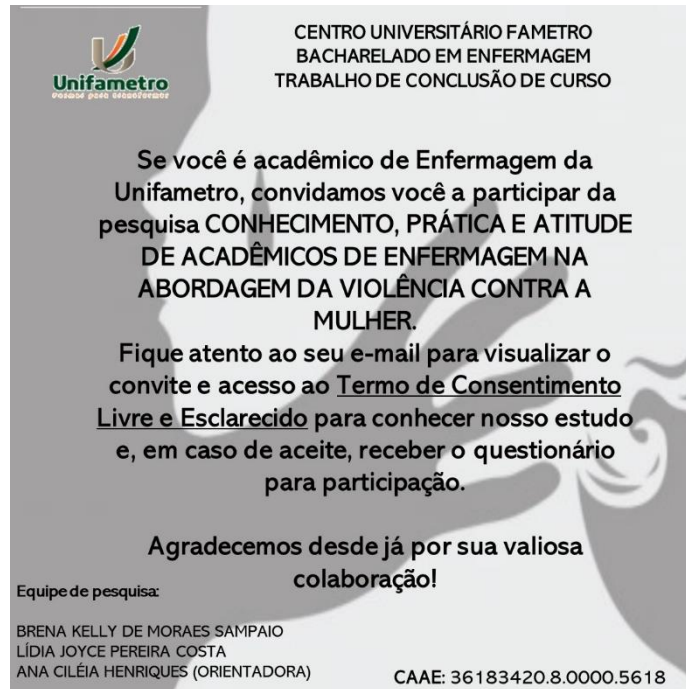 Unifametro
CENTRO UNIVERSITÁRIO FAMETRO
BACHARELADO EM ENFERMAGEM
TRABALHO DE CONCLUSÃO DE CURSO
Se você é acadêmico de Enfermagem da
Unifametro, convidamos você a participar da
pesquisa CONHECIMENTO, PRÁTICA E ATITUDE
DE ACADÊMICOS DE ENFERMAGEM NA
ABORDAGEM DA VIOLÊNCIA CONTRA A
MULHER.
Fique atento ao seu e-mail para visualizar o
convite e acesso ao Termo de Consentimento
Livre e Esclarecido para conhecer nosso estudo
e, em caso de aceite, receber o questionário
para participação.
Agradecemos desde já por sua valiosa
colaboração!
Equipe de pesquisa:
BRENA KELLY DE MORAES SAMPAIO
LÍDIA JOYCE PEREIRA COSTA
ANA CILÉIA HENRIQUES (ORIENTADORA)
CAAE: 36183420.8.0000.5618